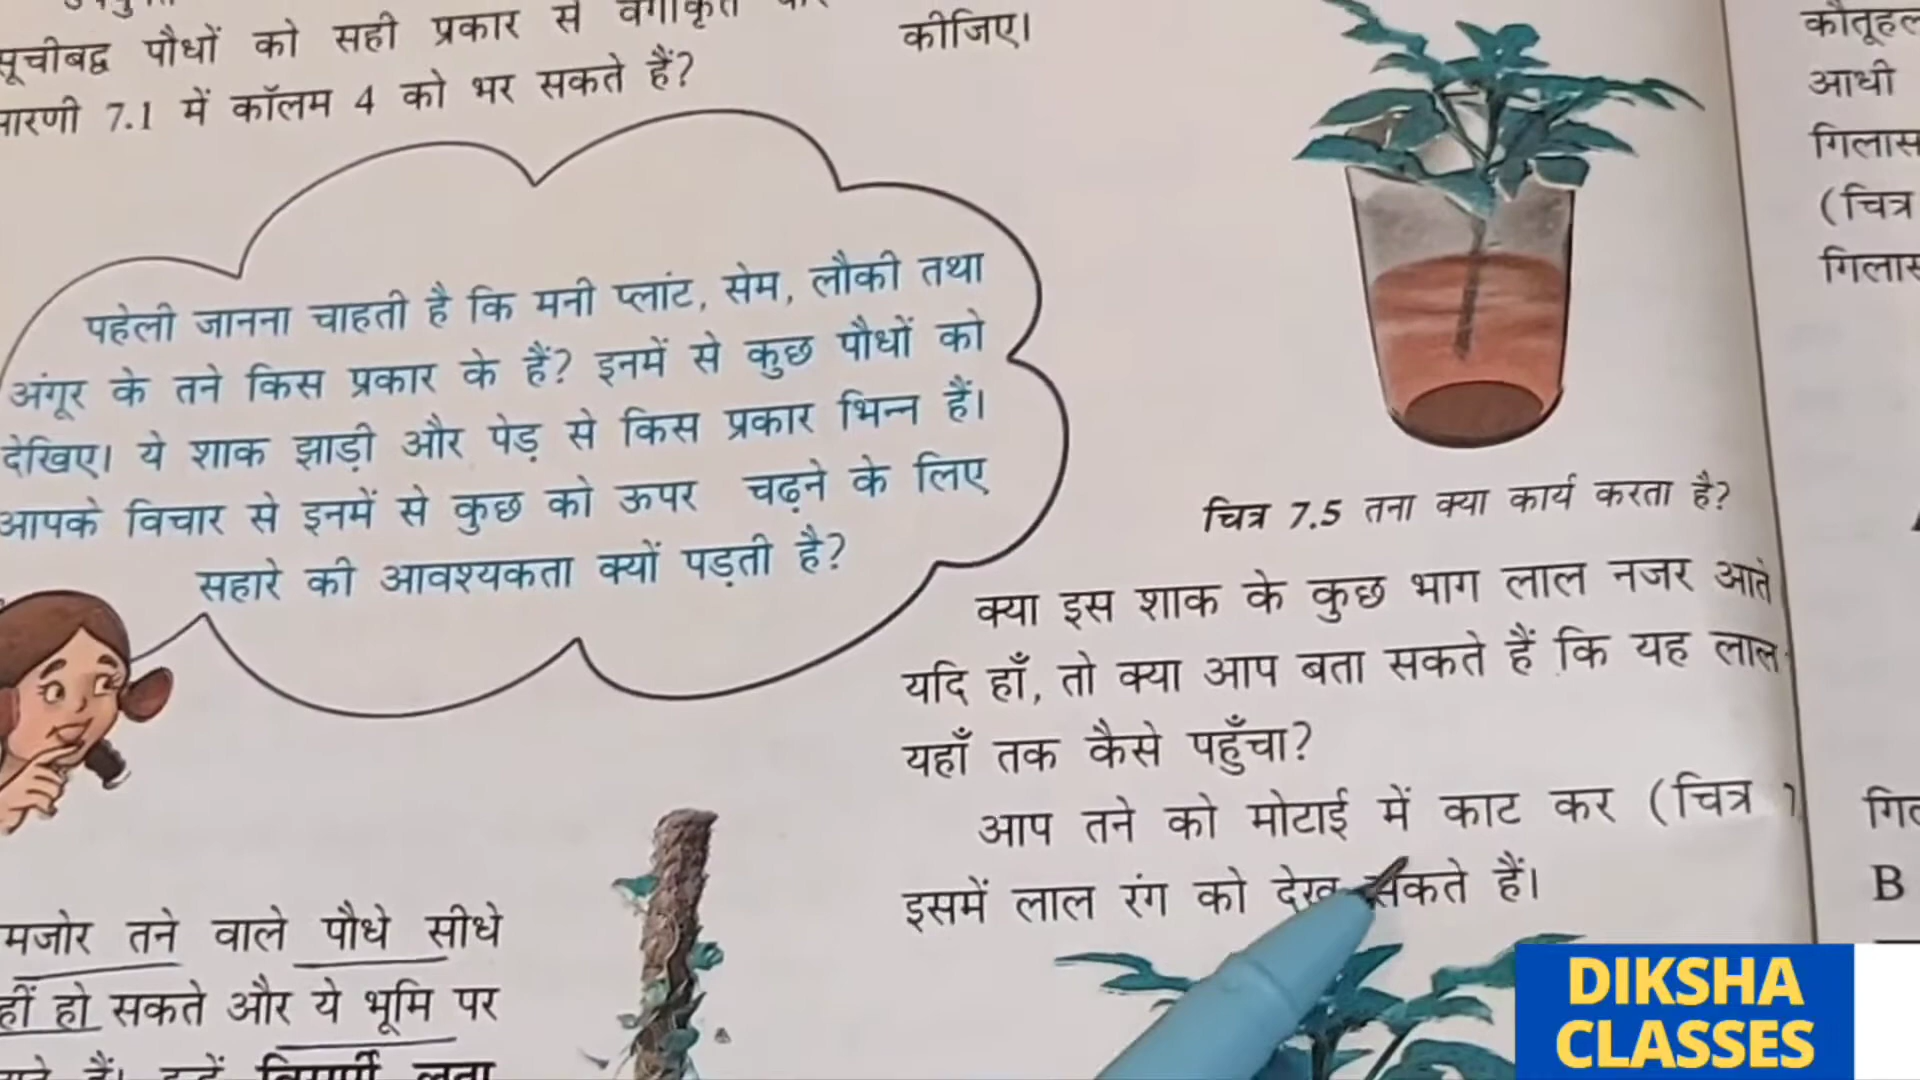 सूचीबद्ध पौधों को सही प्रकार से वर्गीकृत
सारणी 7.1 में कॉलम 4 को भर सकते हैं?
पहेली जानना चाहती है कि मनी प्लांट, सेम, लौकी तथा
अंगूर के तने किस प्रकार के हैं? इनमें से कुछ पौधों को
देखिए। ये शाक झाड़ी और पेड़ से किस प्रकार भिन्न हैं।
आपके विचार से इनमें से कुछ को ऊपर चढ़ने के लिए
सहारे की आवश्यकता क्यों पड़ती है?
मजोर तने वाले पौधे सीधे
हीं हो सकते और ये भूमि पर
विसर्पी लता
कीजिए।
चित्र 7.5 तना क्या कार्य करता है?
क्या इस शाक के कुछ भाग लाल नजर आते
यदि हाँ, तो क्या आप बता सकते हैं कि यह लाल
यहाँ तक कैसे पहुँचा?
आप तने को मोटाई में काट कर (चित्र 7
इसमें लाल रंग को देख सकते हैं।
कौतूहल
आधी
गिलास
(चित्र
गिलास
B
DIKSHA
CLASSES